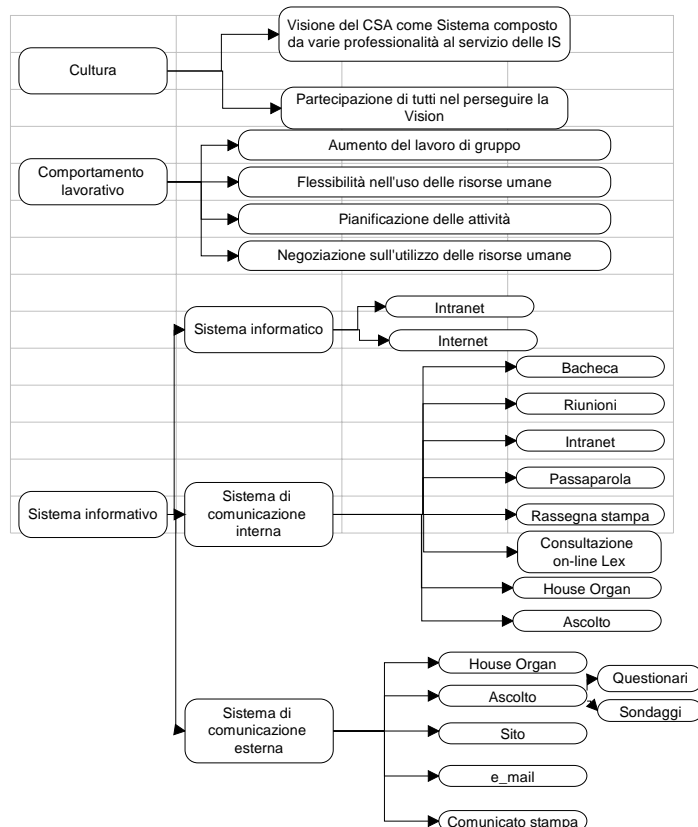 Visione del CSA come Sistema composto
da varie professionalità al servizio delle IS
Cultura
Partecipazione di tutti nel perseguire la
Vision
Aumento del lavoro di gruppo
Comportamento
lavorativo
Flessibilità nell'uso delle risorse umane
Pianificazione delle attività
Negoziazione sull'utilizzo delle risorse umane
Sistema informatico
Intranet
Internet
Bacheca
Riunioni
Intranet
Passaparola
Sistema informativo
Sistema di
comunicazione
interna
Rassegna stampa
Consultazione
on-line Lex
House Organ
Ascolto
Sistema di
comunicazione
esterna
House Organ
Ascolto
Questionari
Sondaggi
Sito
e_mail
Comunicato stampa